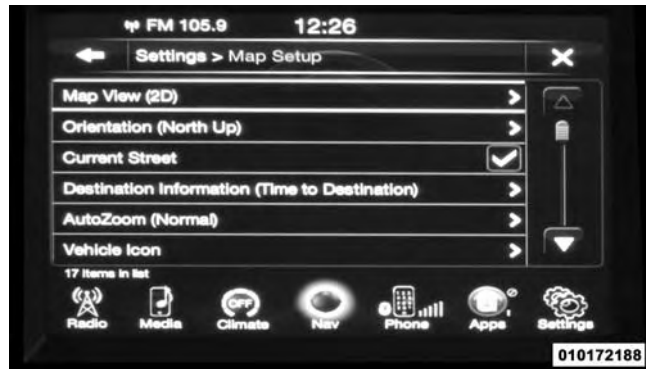 FM 105.9 12:26
Settings > Map Setup
Map View (2D)
Orientation (North Up)
Current Street
Destination Information (Time to Destination)
AutoZoom (Normal)
Vehicle Icon
17 Items in list
OFF
Radio Media Climate Nav Phone Apps Settings
010172188